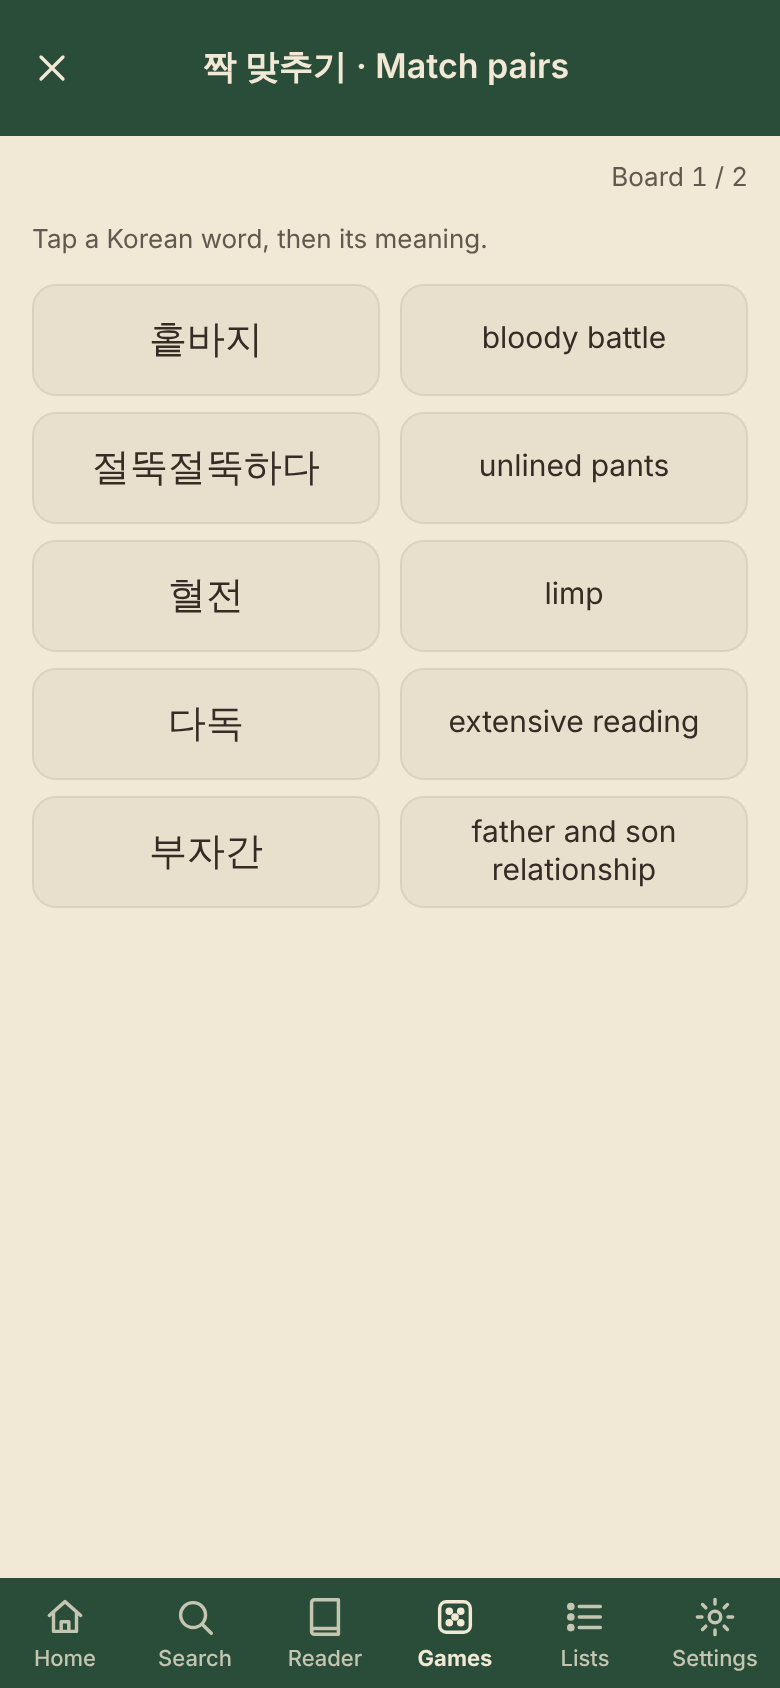 짝 맞추기 · Match pairs
Board 1 / 2
Tap a Korean word, then its meaning.
홑바지
bloody battle
절뚝절뚝하다
unlined pants
혈전
limp
다독
extensive reading
부자간
father and son
relationship
Home
Search
Reader
Games
Lists
Settings